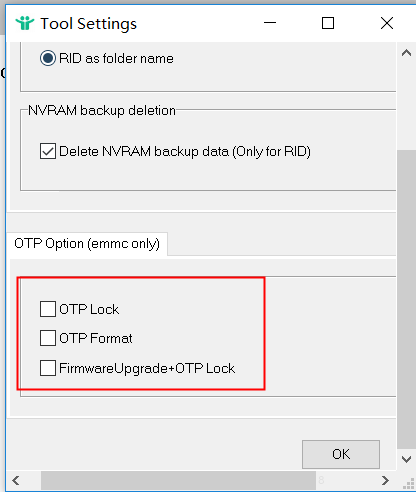 Tool Settings
RID as folder name
NVRAM backup deletion
Delete NVRAM backup data (Only for RID)
OTP Option (emmc only)
OTP Lock
OTP Format
FirmwareUpgrade+OTP Lock
OK